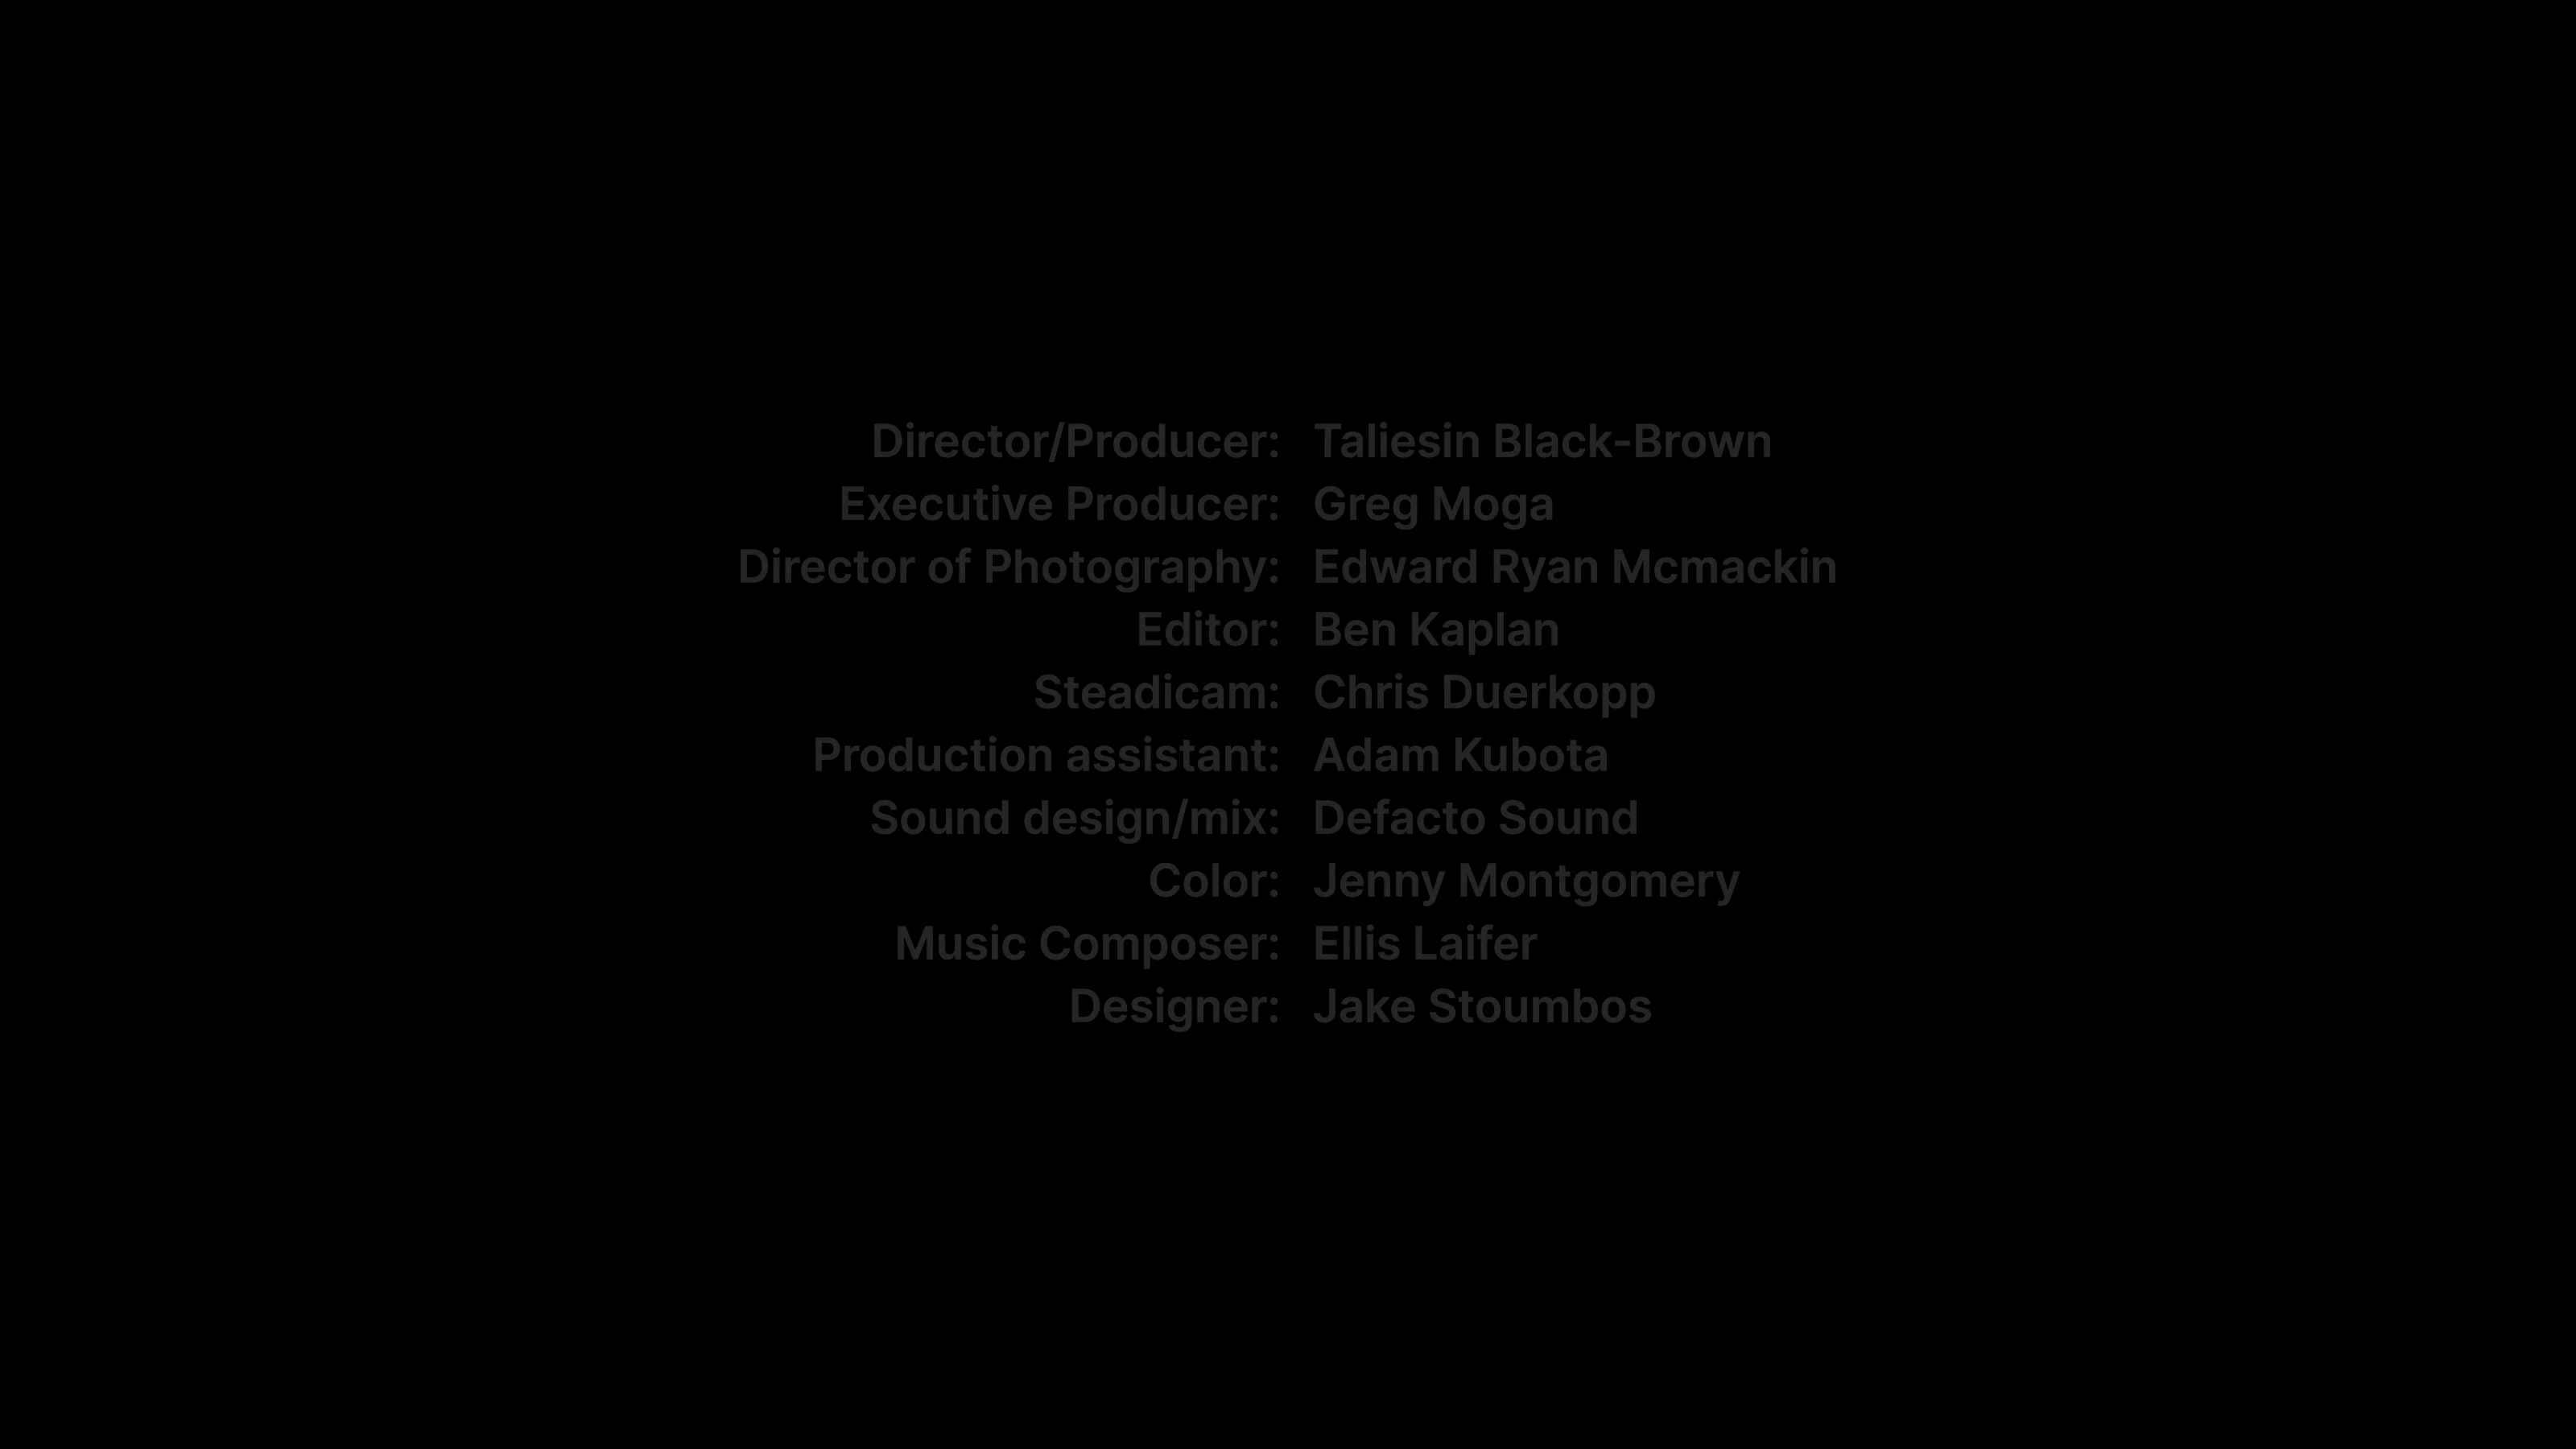 Director/Producer: Taliesin Black-Brown
Executive Producer: Greg Moga
Director of Photography: Edward Ryan Mcmackin
Editor: Ben Kaplan
Steadicam: Chris Duerkopp
Production assistant: Adam Kubota
Sound design/mix: Defacto Sound
Color: Jenny Montgomery
Music Composer: Ellis Laifer
Designer: Jake Stoumbos